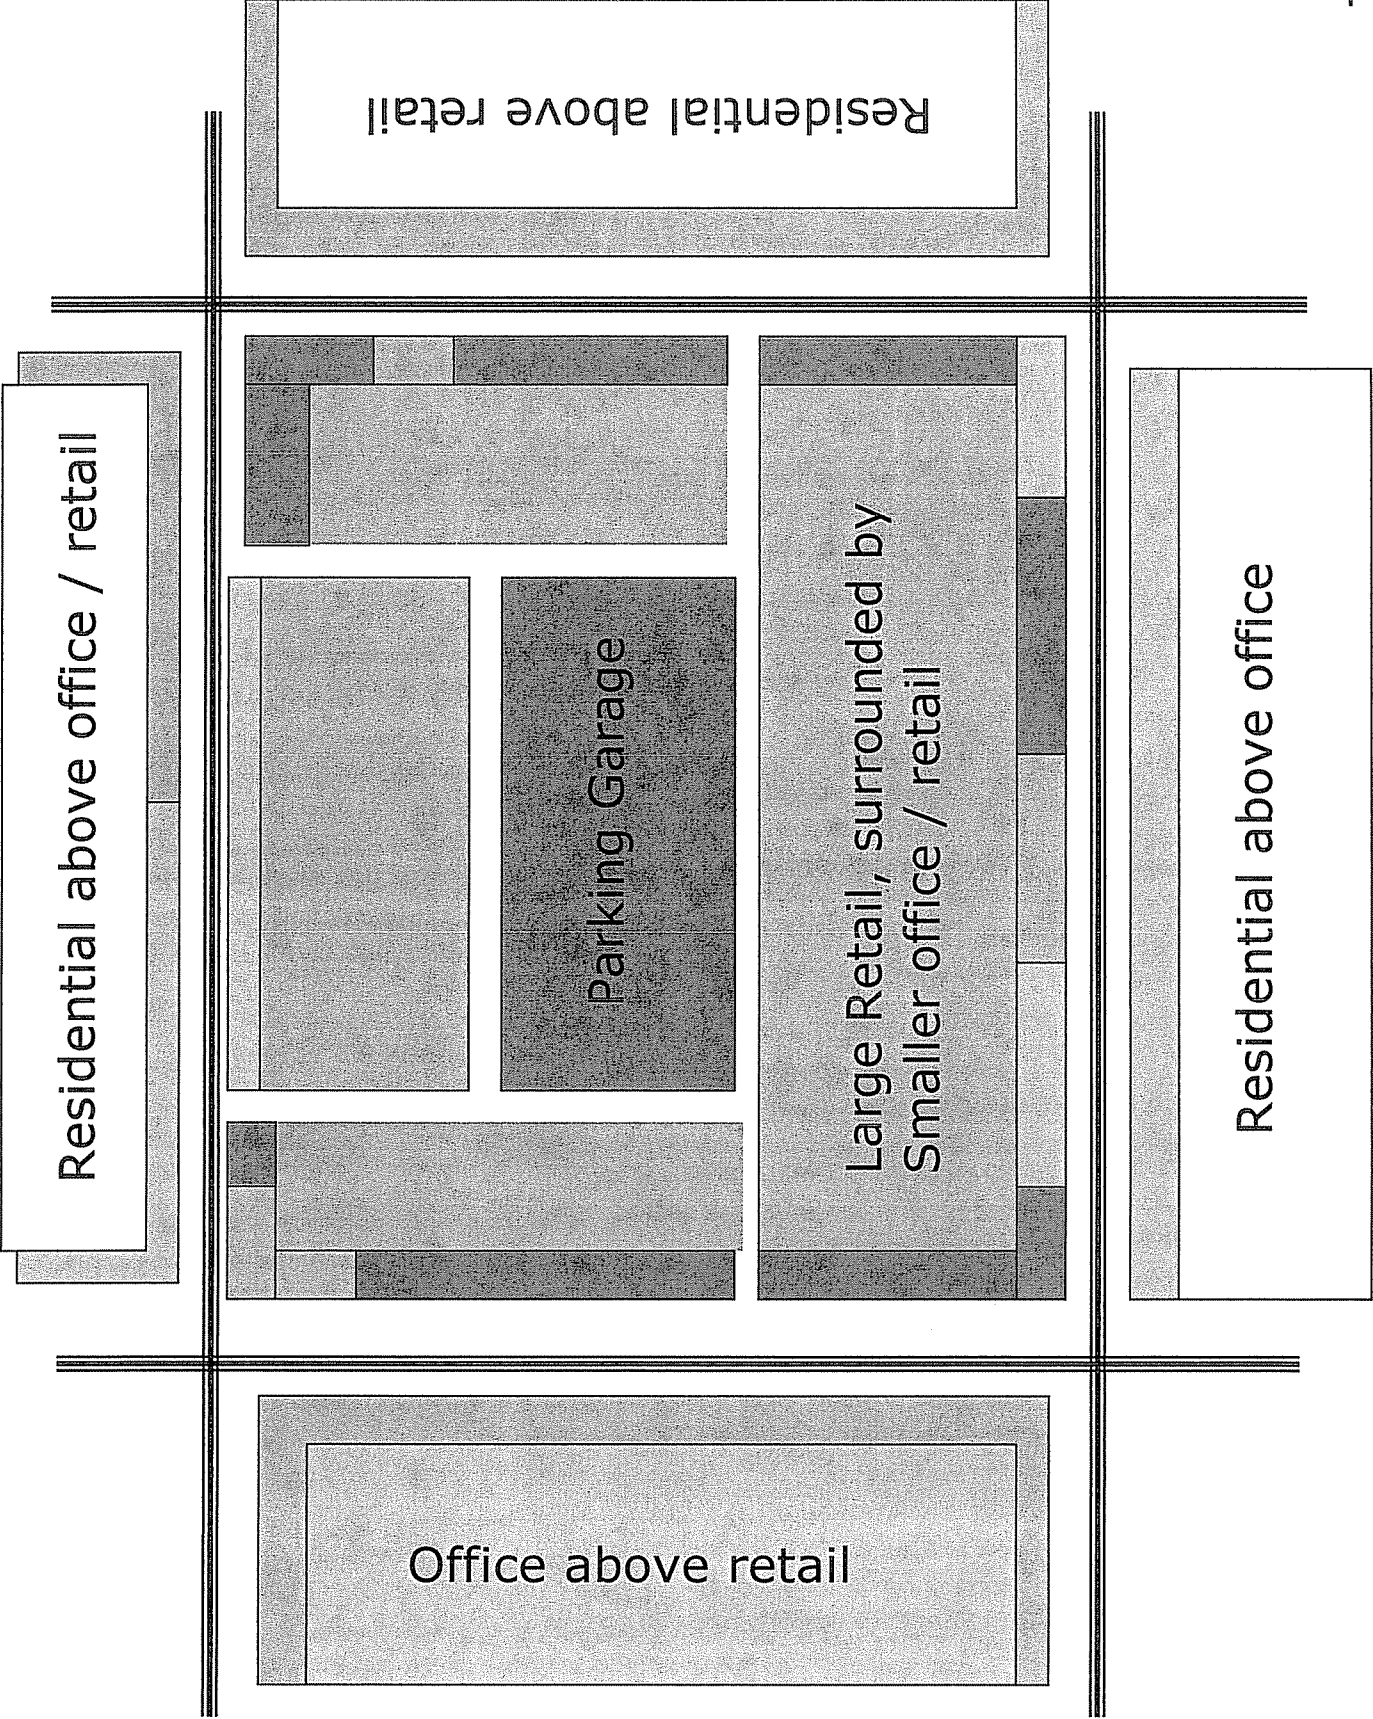 Residential above retail
Residential above office / retail
Parking Garage
Large Retail, surrounded by
Smaller office / retail
Residential above office
Office above retail